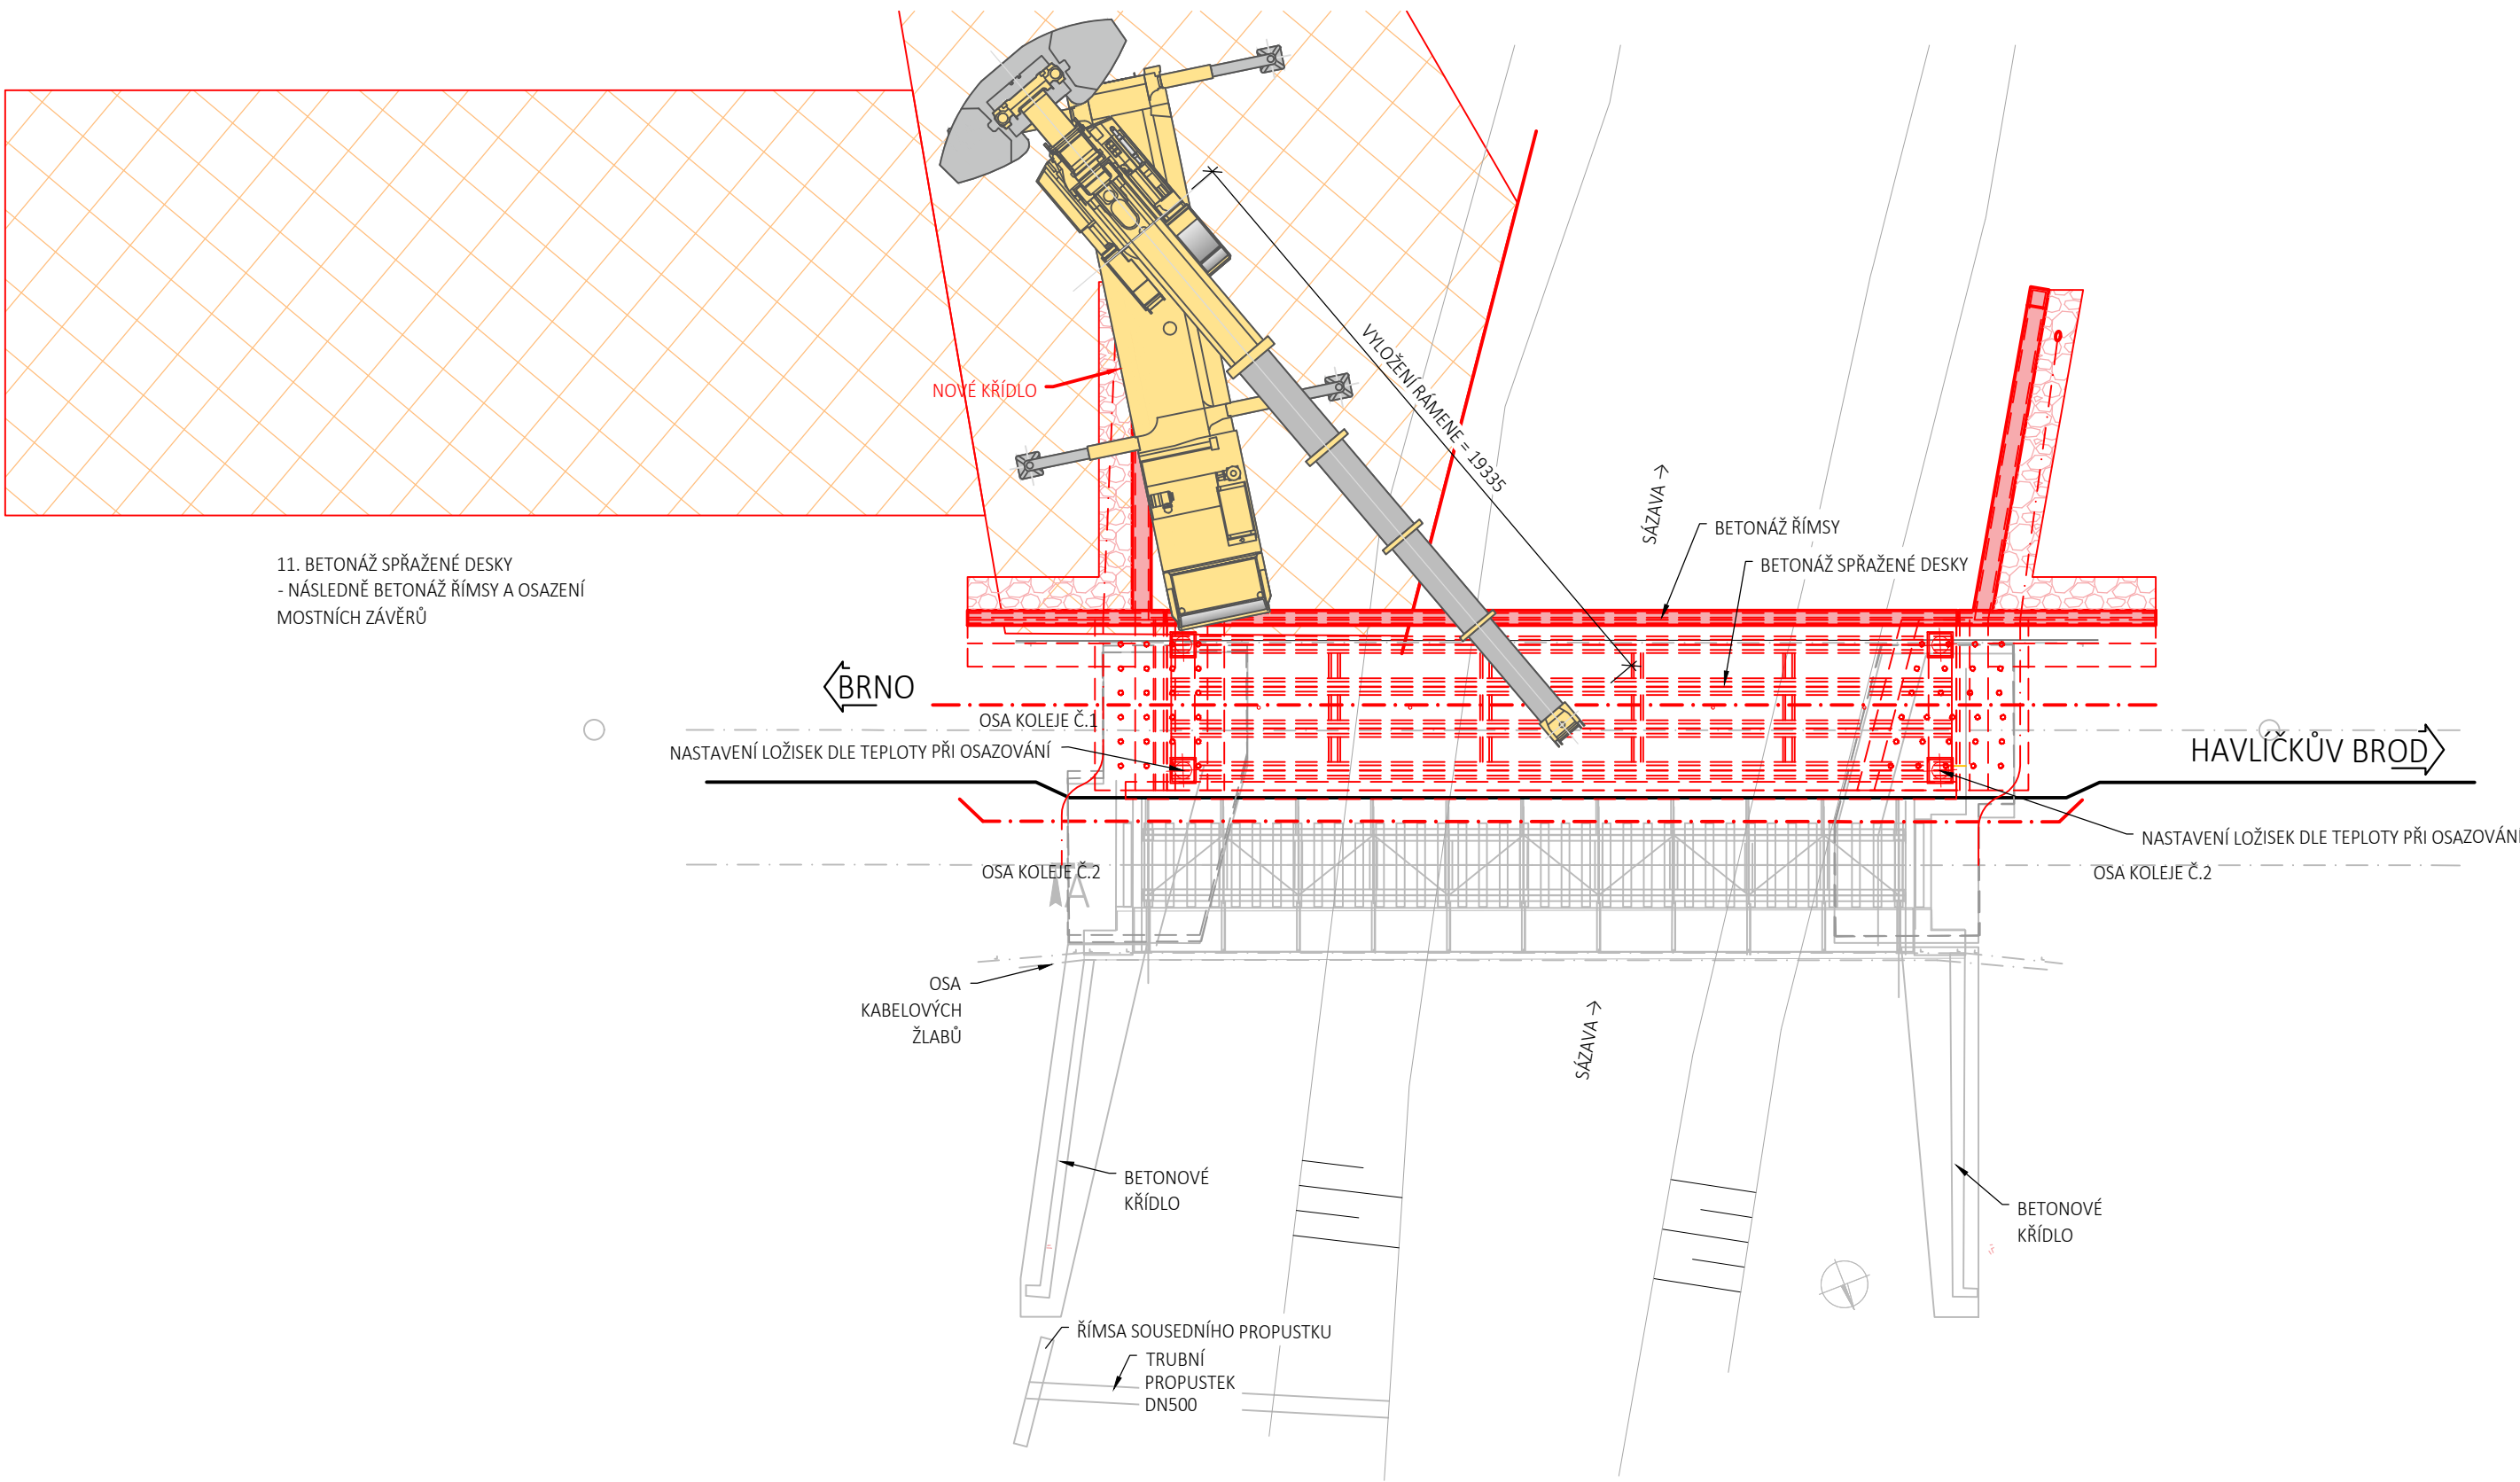 NOVÉ KŘÍDLO
VYLOŽENÍ RÁMENE = 19335
SÁZAVA →
BETONÁŽ ŘÍMSY
BETONÁŽ SPŘAŽENÉ DESKY
11. BETONÁŽ SPŘAŽENÉ DESKY
- NÁSLEDNĚ BETONÁŽ ŘÍMSY A OSAZENÍ
MOSTNÍCH ZÁVĚRŮ
BRNO
OSA KOLEJE Č.1
NASTAVENÍ LOŽISEK DLE TEPLOTY PŘI OSAZOVÁNÍ
HAVLÍČKŮV BROD
NASTAVENÍ LOŽISEK DLE TEPLOTY PŘI OSAZOVÁNÍ
OSA KOLEJE Č.2
OSA KOLEJE Č.2
A
OSA
KABELOVÝCH
ŽLABŮ
SÁZAVA →
BETONOVÉ
KŘÍDLO
BETONOVÉ
KŘÍDLO
ŘÍMSA SOUSEDNÍHO PROPUSTKU
TRUBNÍ
PROPUSTEK
DN500